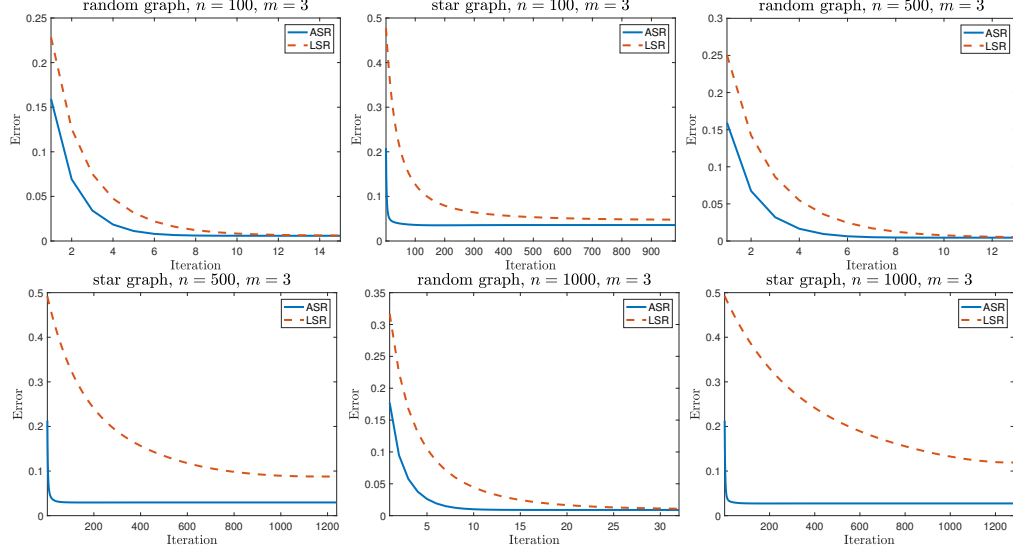 random graph, n = 100, m = 3
0.25
0.2
0.15
0.1
0.05
0
Error
ASR
LSR
2 4 6 8 10 12 14
Iteration
star graph, n = 100, m = 3
0.5
0.4
0.3
0.2
0.1
0
Error
ASR
LSR
100 200 300 400 500 600 700 800 900
Iteration
random graph, n = 500, m = 3
0.3
0.25
0.2
0.15
0.1
0.05
0
Error
ASR
LSR
2 4 6 8 10 12
Iteration
star graph, n = 500, m = 3
0.5
0.4
0.3
0.2
0.1
0
Error
ASR
LSR
200 400 600 800 1000 1200
Iteration
random graph, n = 1000, m = 3
0.35
0.3
0.25
0.2
0.15
0.1
0.05
0
Error
ASR
LSR
5 10 15 20 25 30
Iteration
star graph, n = 1000, m = 3
0.5
0.4
0.3
0.2
0.1
0
Error
ASR
LSR
200 400 600 800 1000 1200
Iteration